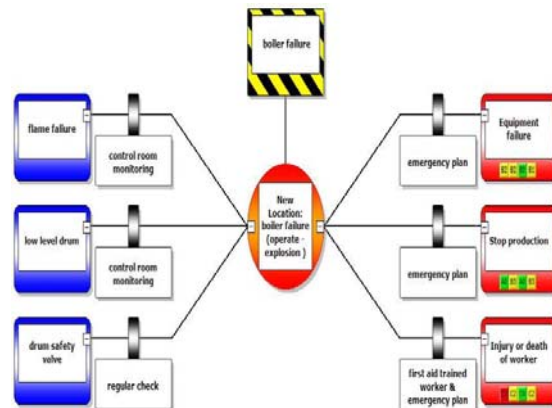 boiler failure
flame failure
control room
monitoring
Equipment
failure
emergency plan
New
Location:
boiler failure
(operate -
explosion )
low level drum
control room
monitoring
Stop production
emergency plan
drum safety
valve
regular check
Injury or death
of worker
first aid trained
worker &
emergency plan